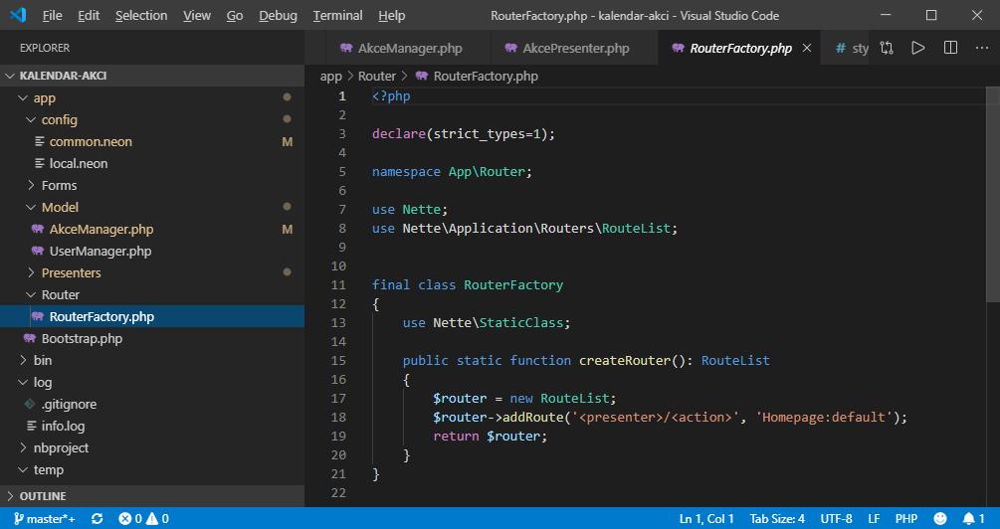 File Edit Selection View Go Debug Terminal Help RouterFactory.php - kalendar-akci - Visual Studio Code
EXPLORER
KALENDAR-AKCI
app
config
common.neon M
local.neon
Forms
Model
AkceManager.php M
UserManager.php
Presenters
Router
RouterFactory.php
Bootstrap.php
bin
log
.gitignore
info.log
nbproject
temp
OUTLINE
AkceManager.php AkcePresenter.php RouterFactory.php # sty
app > Router > RouterFactory.php
1 <?php
2
3 declare(strict_types=1);
4
5 namespace App\Router;
6
7 use Nette;
8 use Nette\Application\Routers\RouteList;
9
10
11 final class RouterFactory
12 {
13 use Nette\StaticClass;
14
15 public static function createRouter(): RouteList
16 {
17 $router = new RouteList;
18 $router->addRoute('<presenter>/<action>', 'Homepage:default');
19 return $router;
20 }
21 }
22
master*+ 0 0 Ln 1, Col 1 Tab Size: 4 UTF-8 LF PHP 1